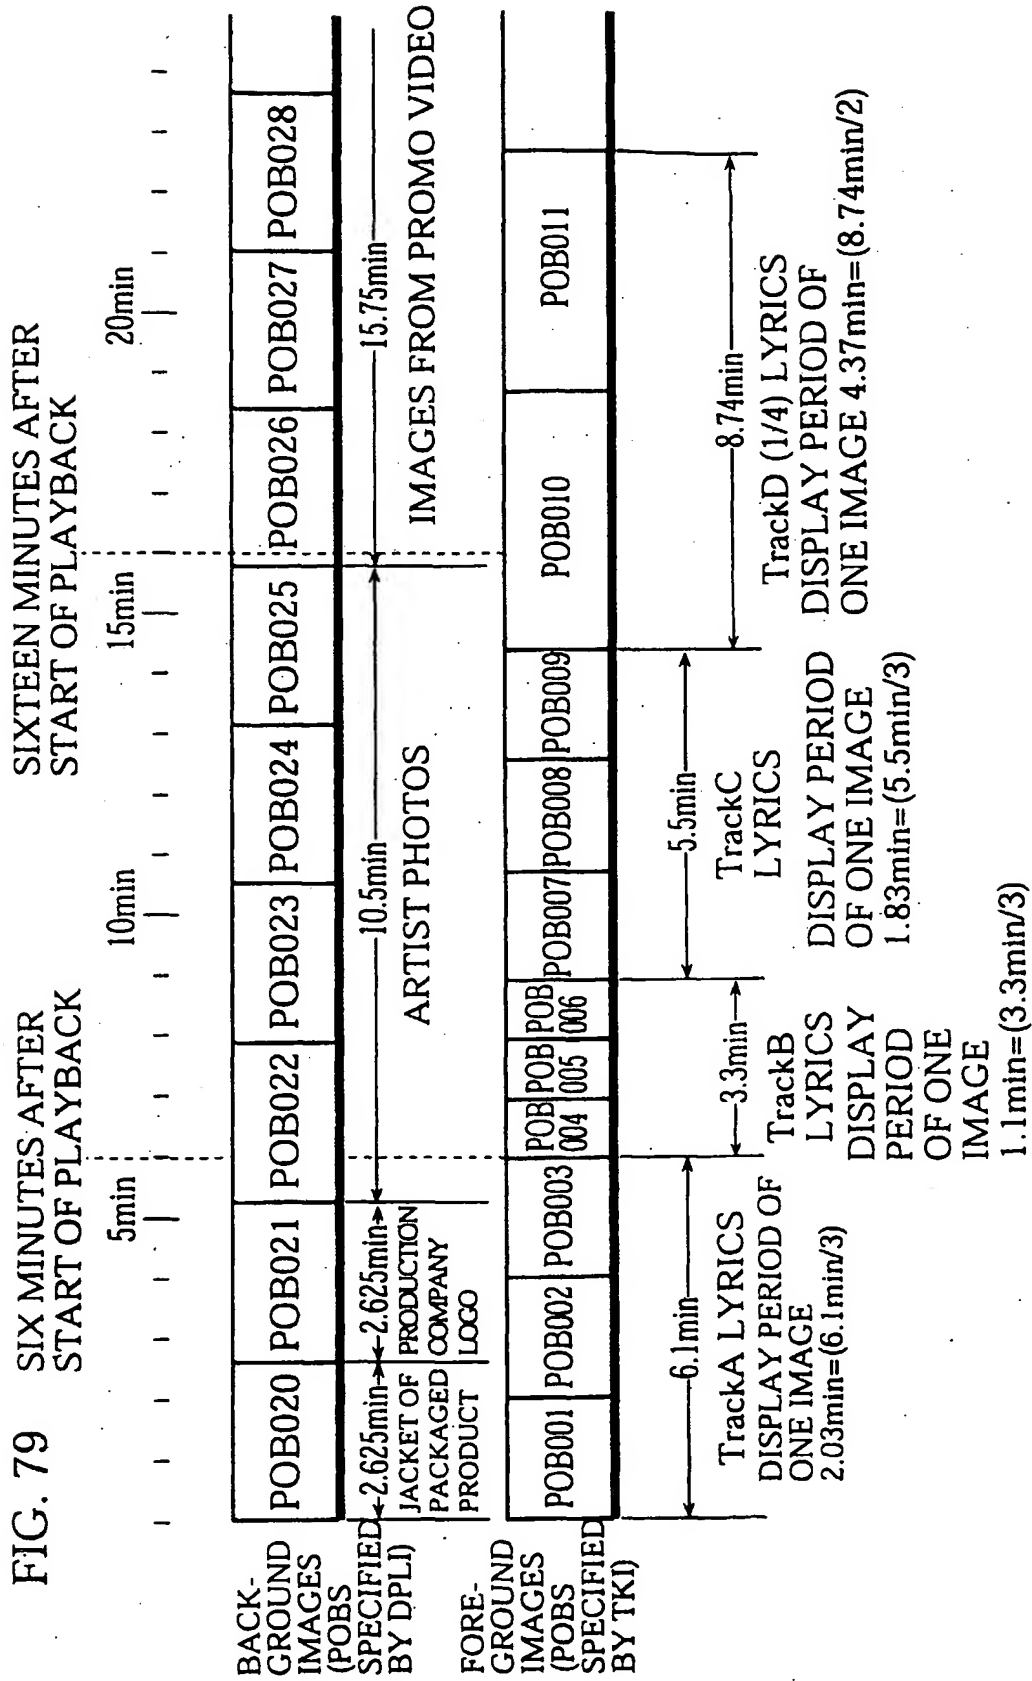 FIG. 79
SIX MINUTES AFTER
START OF PLAYBACK
SIXTEEN MINUTES AFTER
START OF PLAYBACK
5min
10min
15min
20min
BACK-
GROUND
IMAGES
(POBS
SPECIFIED
BY DPLI)
POB020
POB021
POB022
POB023
POB024
POB025
POB026
POB027
POB028
2.625min
2.625min
10.5min
15.75min
JACKET OF
PACKAGED
PRODUCT
PRODUCTION
COMPANY
LOGO
ARTIST PHOTOS
IMAGES FROM PROMO VIDEO
FORE-
GROUND
IMAGES
(POBS
SPECIFIED
BY TKI)
POB001
POB002
POB003
POB
004
POB
005
POB
006
POB007
POB008
POB009
POB010
POB011
6.1min
3.3min
5.5min
8.74min
TrackA LYRICS
DISPLAY PERIOD OF
ONE IMAGE
2.03min=(6.1min/3)
TrackB
LYRICS
DISPLAY
PERIOD
OF ONE
IMAGE
1.1min=(3.3min/3)
TrackC
LYRICS
DISPLAY PERIOD
OF ONE IMAGE
1.83min=(5.5min/3)
TrackD (1/4) LYRICS
DISPLAY PERIOD OF
ONE IMAGE 4.37min=(8.74min/2)